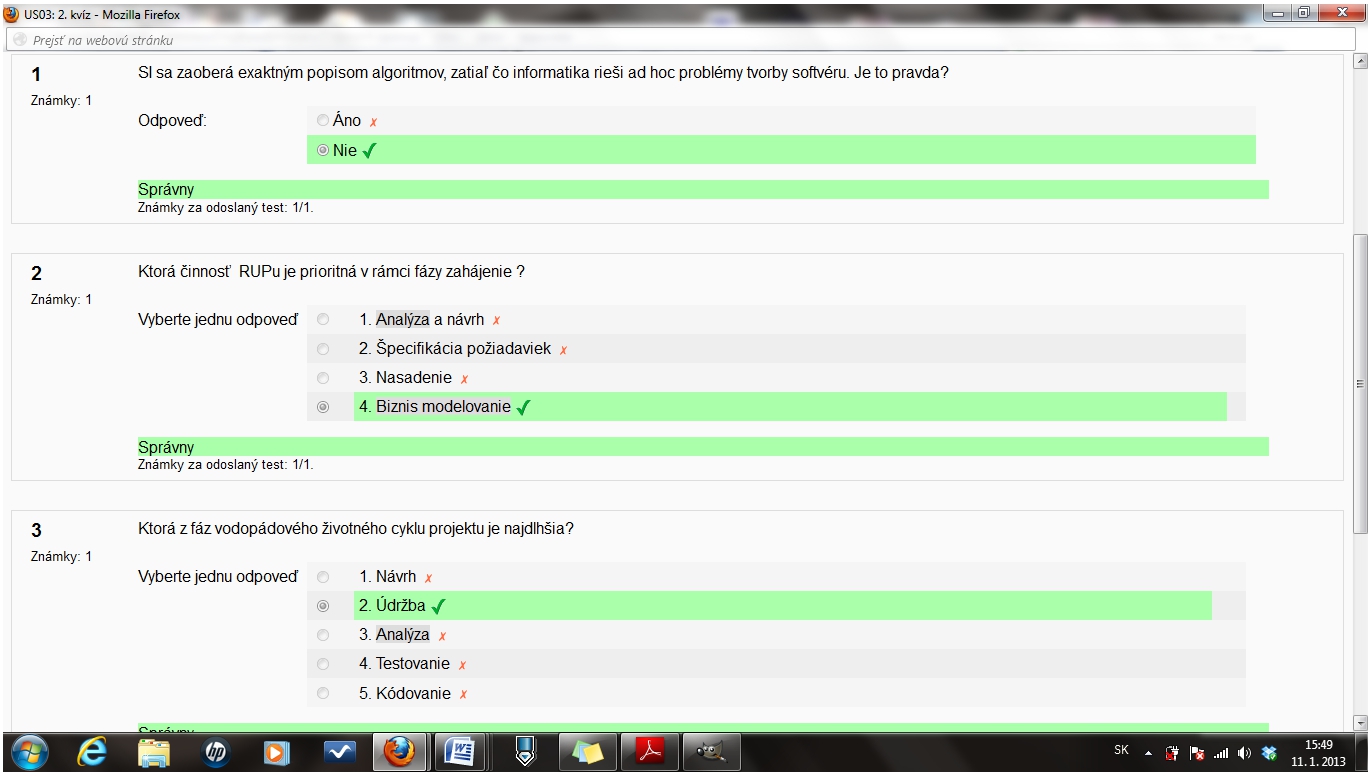 US03: 2. kvíz - Mozilla Firefox
Prejsť na webovú stránku
1
SI sa zaoberá exaktným popisom algoritmov, zatiaľ čo informatika rieši ad hoc problémy tvorby softvéru. Je to pravda?
Známky: 1
Odpoveď:
Áno ✗
Nie ✓
Správny
Známky za odoslaný test: 1/1.
2
Ktorá činnosť RUPu je prioritná v rámci fázy zahájenie ?
Známky: 1
Vyberte jednu odpoveď
1. Analýza a návrh ✗
2. Špecifikácia požiadaviek ✗
3. Nasadenie ✗
4. Biznis modelovanie ✓
Správny
Známky za odoslaný test: 1/1.
3
Ktorá z fáz vodopádového životného cyklu projektu je najdlhšia?
Známky: 1
Vyberte jednu odpoveď
1. Návrh ✗
2. Údržba ✓
3. Analýza ✗
4. Testovanie ✗
5. Kódovanie ✗
Správny
hp
W
SK
15:49
11. 1. 2013